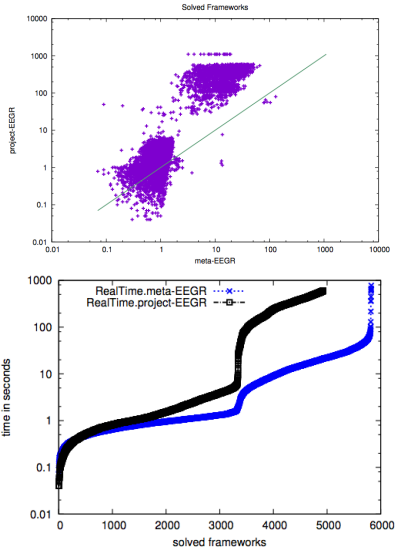 Solved Frameworks
10000
1000
100
10
1
0.1
0.01
project-EEGR
0.01 0.1 1 10 100 1000 10000
meta-EEGR
1000
100
10
1
0.1
0.01
time in seconds
RealTime.meta-EEGR
RealTime.project-EEGR
0 1000 2000 3000 4000 5000 6000
solved frameworks